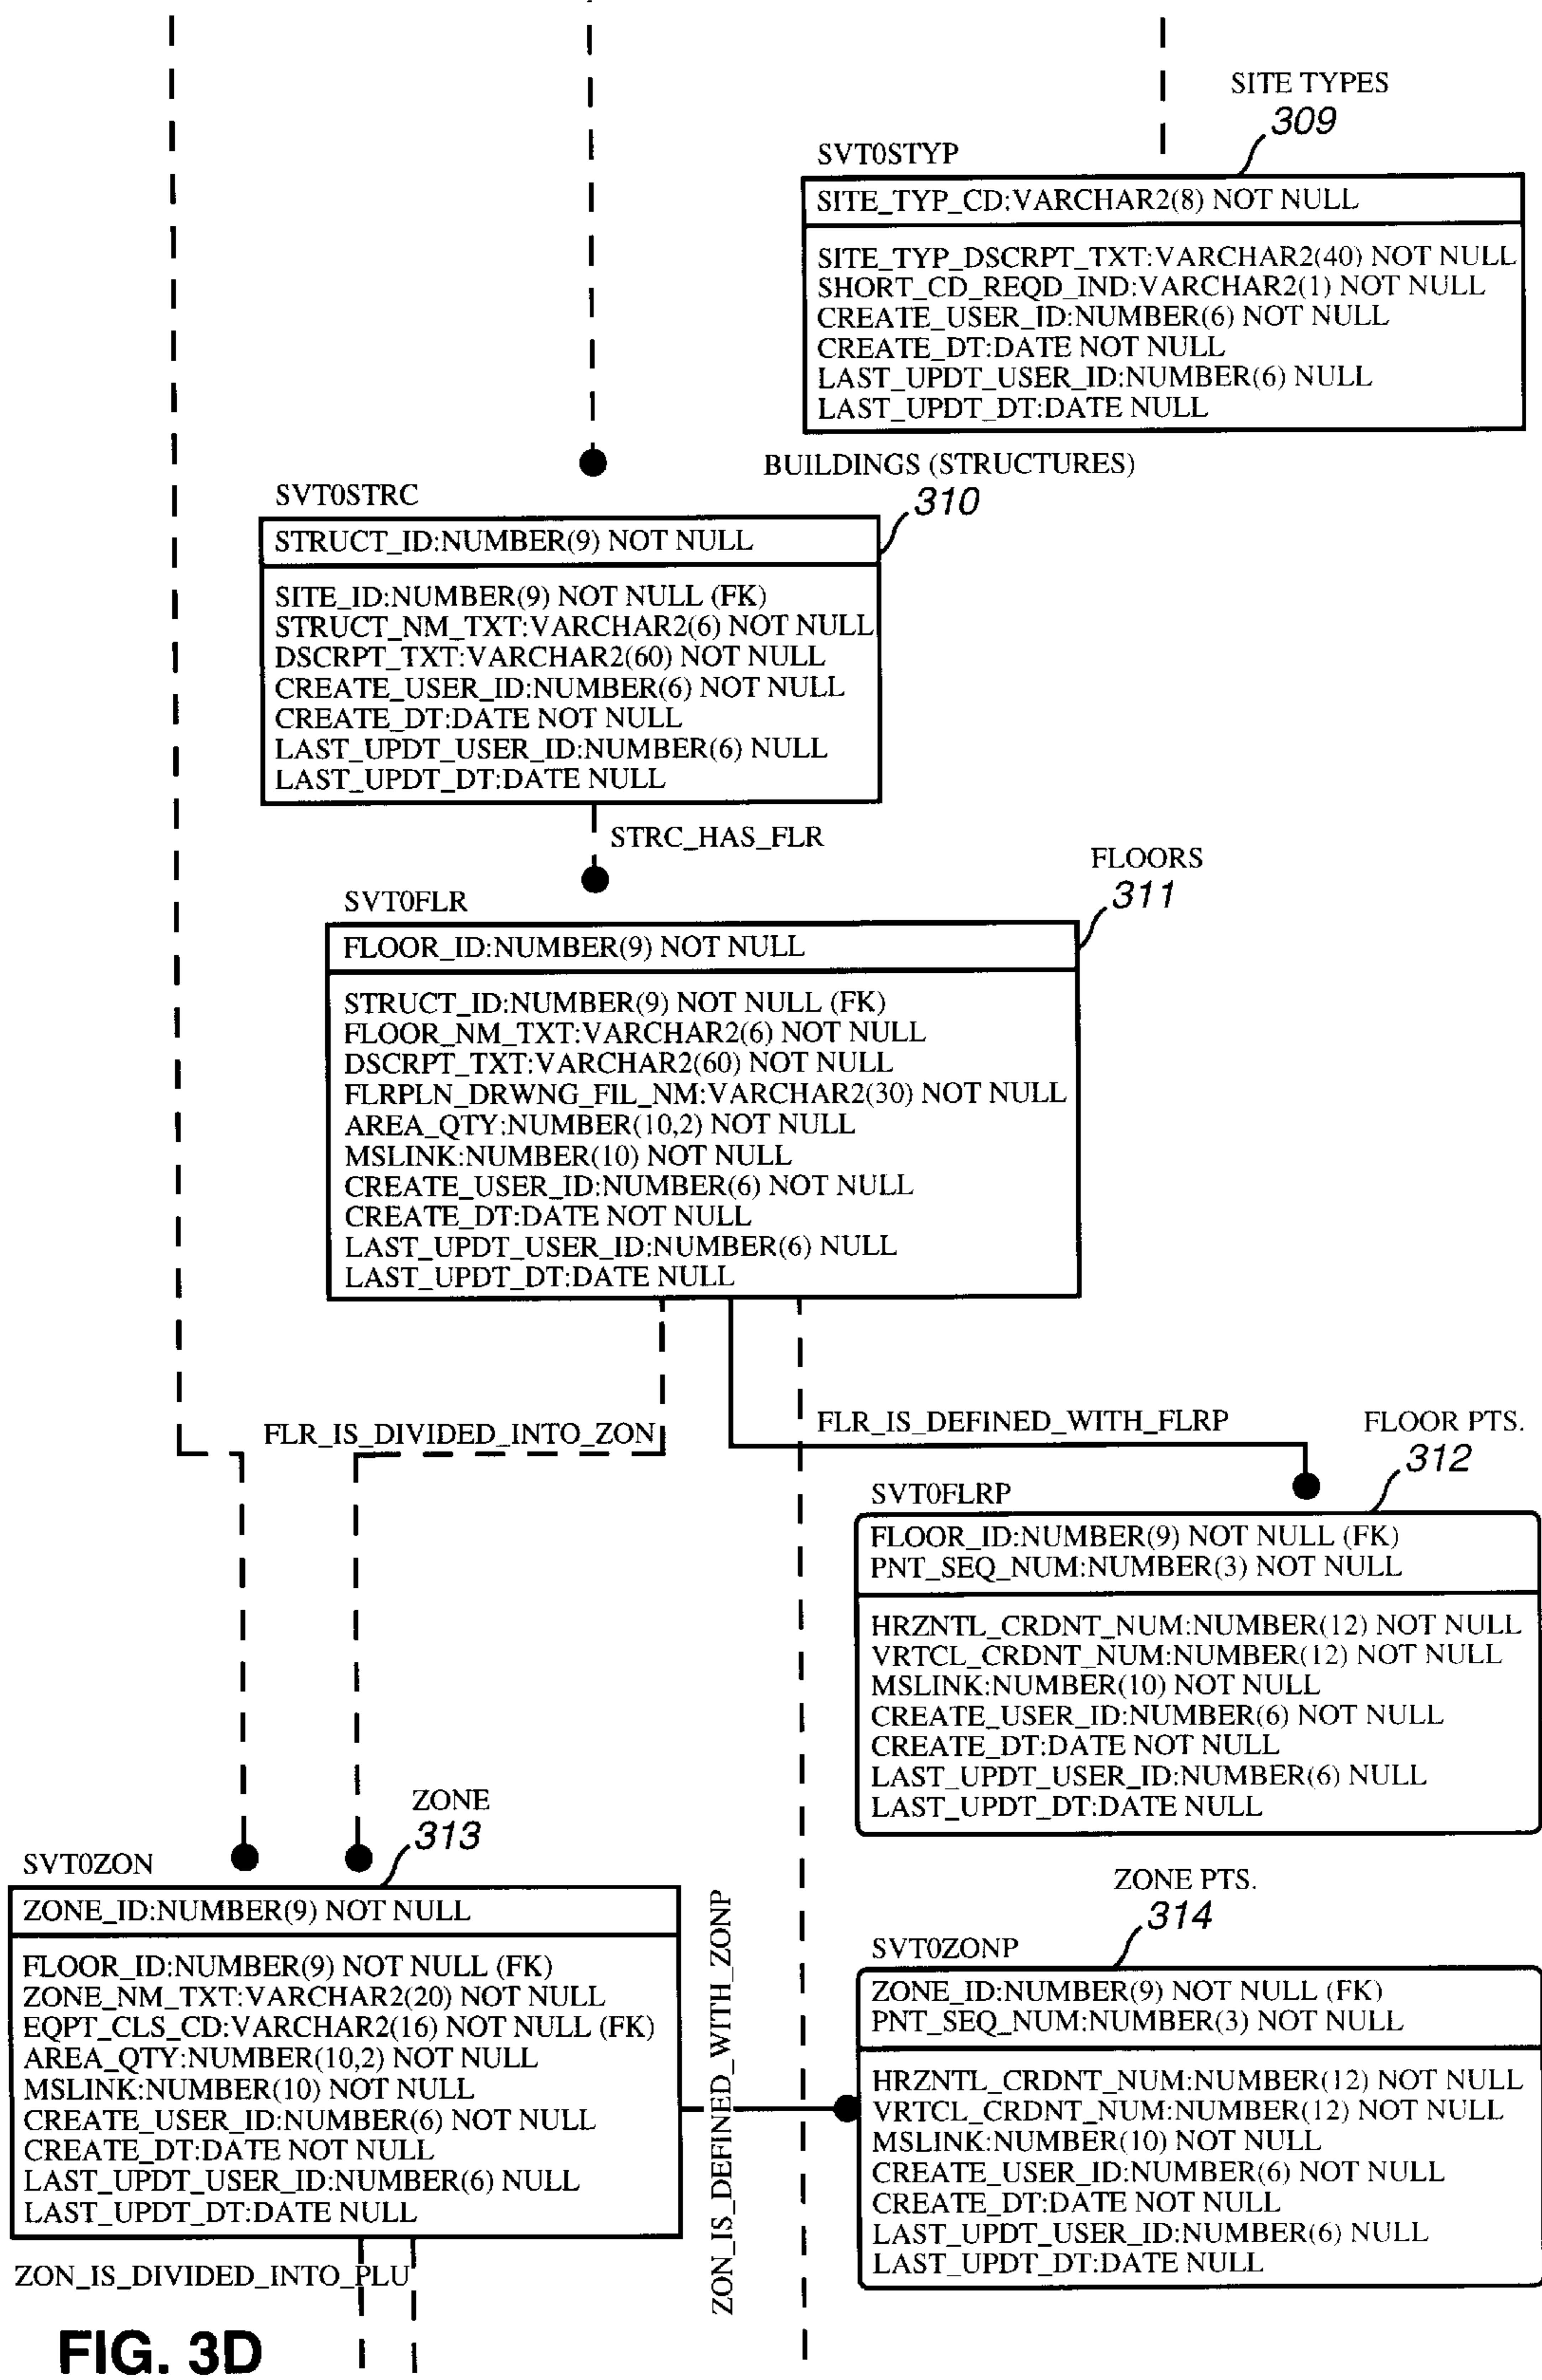 SITE TYPES
309
SVT0STYP
SITE_TYP_CD:VARCHAR2(8) NOT NULL
SITE_TYP_DSCRPT_TXT:VARCHAR2(40) NOT NULL
SHORT_CD_REQD_IND:VARCHAR2(1) NOT NULL
CREATE_USER_ID:NUMBER(6) NOT NULL
CREATE_DT:DATE NOT NULL
LAST_UPDT_USER_ID:NUMBER(6) NULL
LAST_UPDT_DT:DATE NULL
BUILDINGS (STRUCTURES)
310
SVT0STRC
STRUCT_ID:NUMBER(9) NOT NULL
SITE_ID:NUMBER(9) NOT NULL (FK)
STRUCT_NM_TXT:VARCHAR2(6) NOT NULL
DSCRPT_TXT:VARCHAR2(60) NOT NULL
CREATE_USER_ID:NUMBER(6) NOT NULL
CREATE_DT:DATE NOT NULL
LAST_UPDT_USER_ID:NUMBER(6) NULL
LAST_UPDT_DT:DATE NULL
STRC_HAS_FLR
FLOORS
311
SVT0FLR
FLOOR_ID:NUMBER(9) NOT NULL
STRUCT_ID:NUMBER(9) NOT NULL (FK)
FLOOR_NM_TXT:VARCHAR2(6) NOT NULL
DSCRPT_TXT:VARCHAR2(60) NOT NULL
FLRPLN_DRWNG_FIL_NM:VARCHAR2(30) NOT NULL
AREA_QTY:NUMBER(10,2) NOT NULL
MSLINK:NUMBER(10) NOT NULL
CREATE_USER_ID:NUMBER(6) NOT NULL
CREATE_DT:DATE NOT NULL
LAST_UPDT_USER_ID:NUMBER(6) NULL
LAST_UPDT_DT:DATE NULL
FLR_IS_DIVIDED_INTO_ZON
FLR_IS_DEFINED_WITH_FLRP
FLOOR PTS.
312
SVT0FLRP
FLOOR_ID:NUMBER(9) NOT NULL (FK)
PNT_SEQ_NUM:NUMBER(3) NOT NULL
HRZNTL_CRDNT_NUM:NUMBER(12) NOT NULL
VRTCL_CRDNT_NUM:NUMBER(12) NOT NULL
MSLINK:NUMBER(10) NOT NULL
CREATE_USER_ID:NUMBER(6) NOT NULL
CREATE_DT:DATE NOT NULL
LAST_UPDT_USER_ID:NUMBER(6) NULL
LAST_UPDT_DT:DATE NULL
ZONE
313
SVT0ZON
ZONE_ID:NUMBER(9) NOT NULL
FLOOR_ID:NUMBER(9) NOT NULL (FK)
ZONE_NM_TXT:VARCHAR2(20) NOT NULL
EQPT_CLS_CD:VARCHAR2(16) NOT NULL (FK)
AREA_QTY:NUMBER(10,2) NOT NULL
MSLINK:NUMBER(10) NOT NULL
CREATE_USER_ID:NUMBER(6) NOT NULL
CREATE_DT:DATE NOT NULL
LAST_UPDT_USER_ID:NUMBER(6) NULL
LAST_UPDT_DT:DATE NULL
ZON_IS_DEFINED_WITH_ZONP
ZONE PTS.
314
SVT0ZONP
ZONE_ID:NUMBER(9) NOT NULL (FK)
PNT_SEQ_NUM:NUMBER(3) NOT NULL
HRZNTL_CRDNT_NUM:NUMBER(12) NOT NULL
VRTCL_CRDNT_NUM:NUMBER(12) NOT NULL
MSLINK:NUMBER(10) NOT NULL
CREATE_USER_ID:NUMBER(6) NOT NULL
CREATE_DT:DATE NOT NULL
LAST_UPDT_USER_ID:NUMBER(6) NULL
LAST_UPDT_DT:DATE NULL
ZON_IS_DIVIDED_INTO_PLU
FIG. 3D